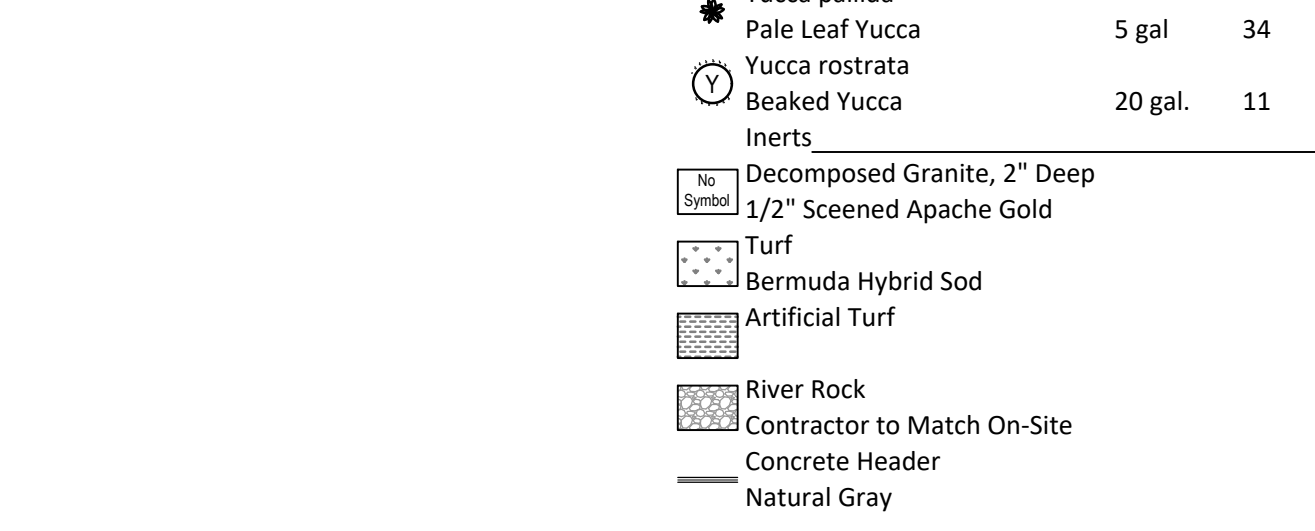 Yucca pallida
Pale Leaf Yucca 5 gal 34
Yucca rostrata
Y
Beaked Yucca 20 gal. 11
Inerts
No
Symbol
Decomposed Granite, 2" Deep
1/2" Sceened Apache Gold
Turf
Bermuda Hybrid Sod
Artificial Turf
River Rock
Contractor to Match On-Site
Concrete Header
Natural Gray